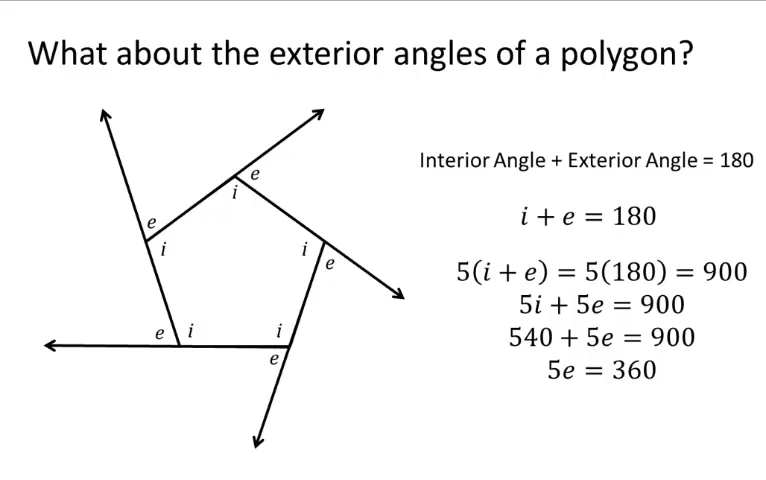 What about the exterior angles of a polygon?
e
i
e
i
i
e
e
i
i
e
Interior Angle + Exterior Angle = 180
𝑖 + 𝑒 = 180
5(𝑖 + 𝑒) = 5(180) = 900
5𝑖 + 5𝑒 = 900
540 + 5𝑒 = 900
5𝑒 = 360